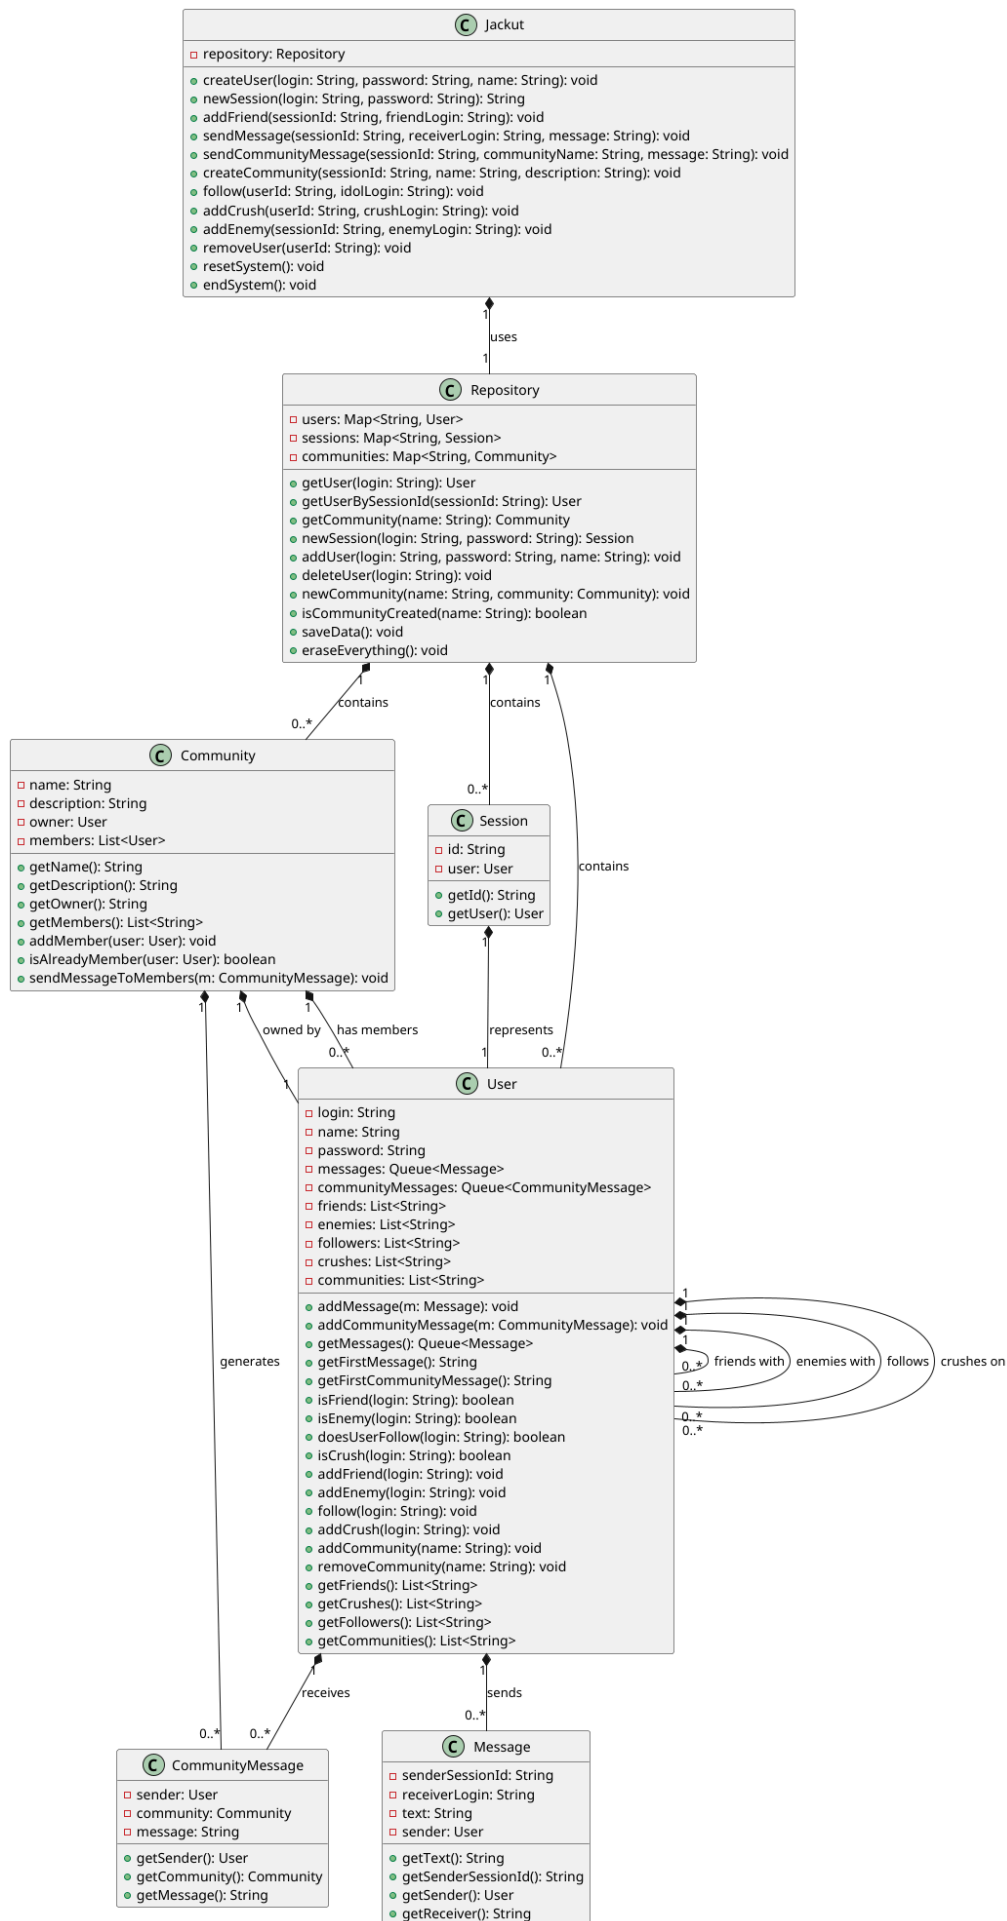 C Jackut
repository: Repository
createUser(login: String, password: String, name: String): void
newSession(login: String, password: String): String
addFriend(sessionId: String, friendLogin: String): void
sendMessage(sessionId: String, receiverLogin: String, message: String): void
sendCommunityMessage(sessionId: String, communityName: String, message: String): void
createCommunity(sessionId: String, name: String, description: String): void
follow(userId: String, idolLogin: String): void
addCrush(userId: String, crushLogin: String): void
addEnemy(sessionId: String, enemyLogin: String): void
removeUser(userId: String): void
resetSystem(): void
endSystem(): void
1
uses
1
C Repository
users: Map<String, User>
sessions: Map<String, Session>
communities: Map<String, Community>
getUser(login: String): User
getUserBySessionId(sessionId: String): User
getCommunity(name: String): Community
newSession(login: String, password: String): Session
addUser(login: String, password: String, name: String): void
deleteUser(login: String): void
newCommunity(name: String, community: Community): void
isCommunityCreated(name: String): boolean
saveData(): void
eraseEverything(): void
1 1 1
contains contains
0..*
C Community
name: String
description: String
owner: User
members: List<User>
getName(): String
getDescription(): String
getOwner(): String
getMembers(): List<String>
addMember(user: User): void
isAlreadyMember(user: User): boolean
sendMessageToMembers(m: CommunityMessage): void
0..*
C Session
id: String
user: User
getId(): String
getUser(): User
contains
1 1 1 1
owned by has members represents
1 0..* 1 0..*
C User
login: String
name: String
password: String
messages: Queue<Message>
communityMessages: Queue<CommunityMessage>
friends: List<String>
enemies: List<String>
followers: List<String>
crushes: List<String>
communities: List<String>
addMessage(m: Message): void
addCommunityMessage(m: CommunityMessage): void
getMessages(): Queue<Message>
getFirstMessage(): String
getFirstCommunityMessage(): String
isFriend(login: String): boolean
isEnemy(login: String): boolean
doesUserFollow(login: String): boolean
isCrush(login: String): boolean
addFriend(login: String): void
addEnemy(login: String): void
follow(login: String): void
addCrush(login: String): void
addCommunity(name: String): void
removeCommunity(name: String): void
getFriends(): List<String>
getCrushes(): List<String>
getFollowers(): List<String>
getCommunities(): List<String>
1
1
1
1
friends with enemies with follows crushes on
0..*
0..*
0..*
0..*
generates
1 1
receives sends
0..* 0..* 0..*
C CommunityMessage
sender: User
community: Community
message: String
getSender(): User
getCommunity(): Community
getMessage(): String
C Message
senderSessionId: String
receiverLogin: String
text: String
sender: User
getText(): String
getSenderSessionId(): String
getSender(): User
getReceiver(): String